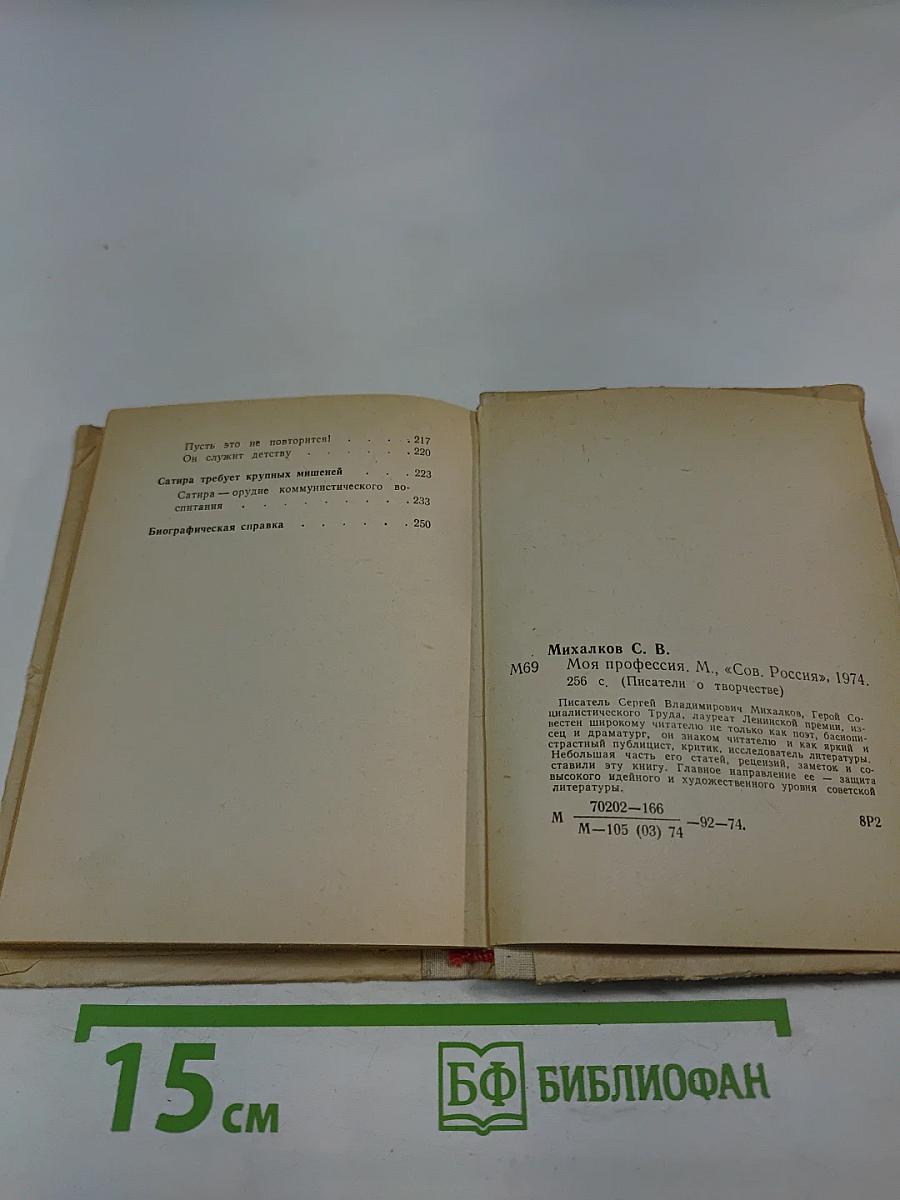 Пусть это не повторится! . . . . 217
Он служит детству . . . . . . 220
Сатира требует крупных мишеней . . . 223
Сатира — орудие коммунистического во-
спитания . . . . . . . . 233
Биографическая справка . . . . . . 250
Михалков С. В.
М69 Моя профессия. М., «Сов. Россия», 1974.
256 с. (Писатели о творчестве)
Писатель Сергей Владимирович Михалков, Герой Со-
циалистического Труда, лауреат Ленинской премии, из-
вестен широкому читателю не только как поэт, баснопи-
сец и драматург, он знаком читателю и как яркий и
страстный публицист, критик, исследователь литературы.
Небольшая часть его статей, рецензий, заметок и со-
ставили эту книгу. Главное направление ее — защита
высокого идейного и художественного уровня советской
литературы.
70202—166
М —92—74. 8Р2
М—105 (03) 74
15 см
БФ БИБЛИОФАН